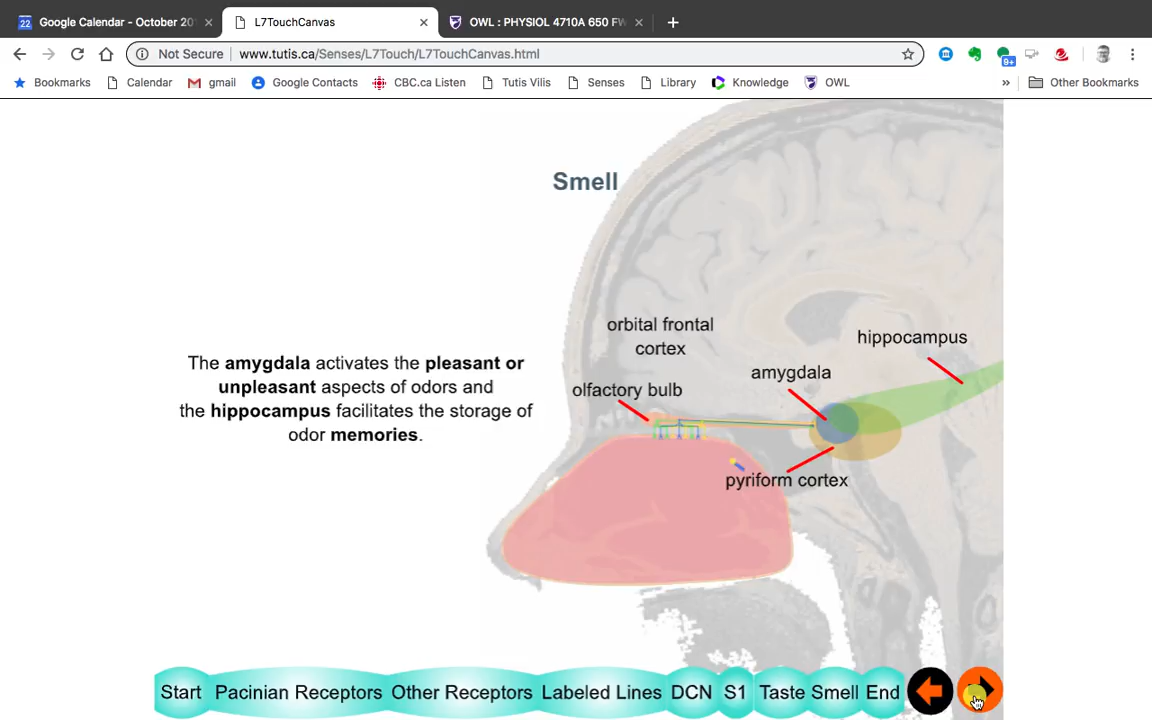 Google Calendar - October 20
L7TouchCanvas
OWL : PHYSIOL 4710A 650 FW
Not Secure
www.tutis.ca/Senses/L7Touch/L7TouchCanvas.html
Bookmarks
Calendar
gmail
Google Contacts
CBC.ca Listen
Tutis Vilis
Senses
Library
Knowledge
OWL
»
Other Bookmarks
22
9+
Smell
orbital frontal
cortex
hippocampus
amygdala
olfactory bulb
pyriform cortex
The amygdala activates the pleasant or
unpleasant aspects of odors and
the hippocampus facilitates the storage of
odor memories.
Start
Pacinian Receptors
Other Receptors
Labeled Lines
DCN
S1
Taste
Smell
End